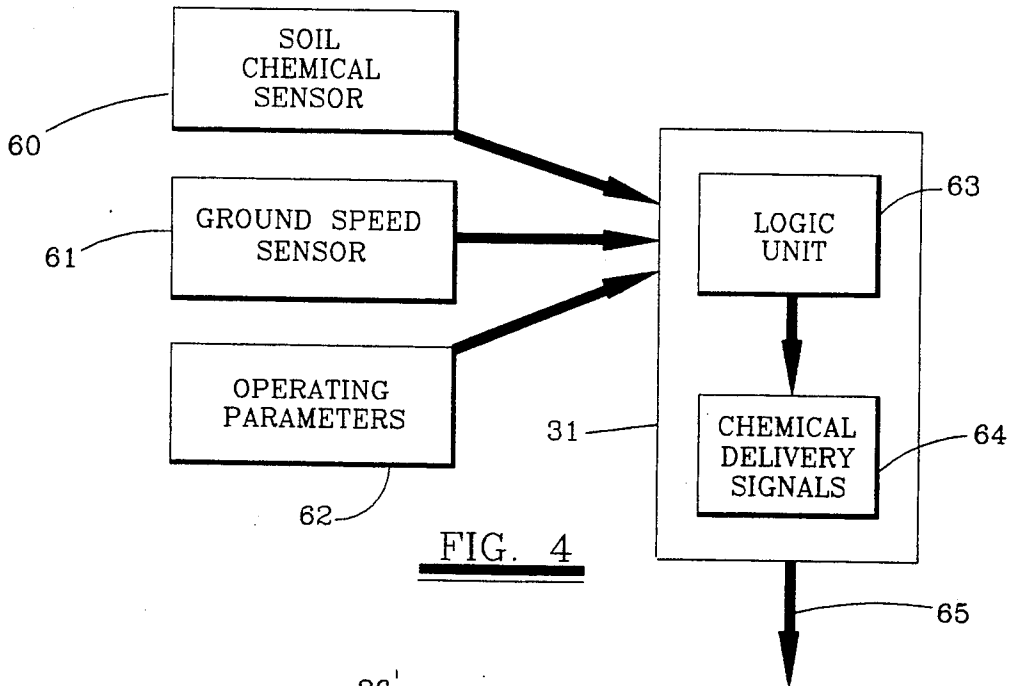 SOIL
CHEMICAL
SENSOR
60
GROUND SPEED
SENSOR
61
OPERATING
PARAMETERS
62
LOGIC
UNIT
63
31
CHEMICAL
DELIVERY
SIGNALS
64
FIG. 4
65